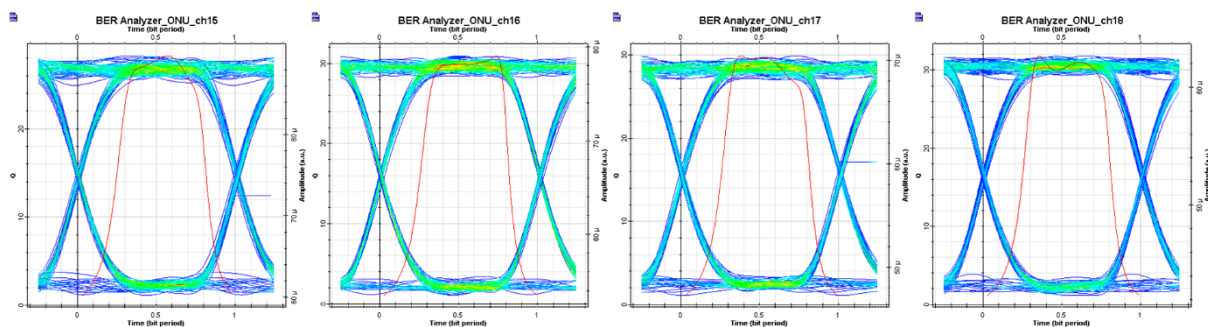 BER Analyzer_ONU_ch15
Time (bit period)
0 0.5 1
Q
0 10 20
Amplitude (a.u.)
60 µ 70 µ 80 µ
0 0.5 1
Time (bit period)
BER Analyzer_ONU_ch16
Time (bit period)
0 0.5 1
Q
0 10 20 30
Amplitude (a.u.)
60 µ 70 µ 80 µ
0 0.5 1
Time (bit period)
BER Analyzer_ONU_ch17
Time (bit period)
0 0.5 1
Q
0 10 20 30
Amplitude (a.u.)
50 µ 60 µ 70 µ
0 0.5 1
Time (bit period)
BER Analyzer_ONU_ch18
Time (bit period)
0 0.5 1
Q
0 10 20 30
Amplitude (a.u.)
50 µ 60 µ
0 0.5 1
Time (bit period)